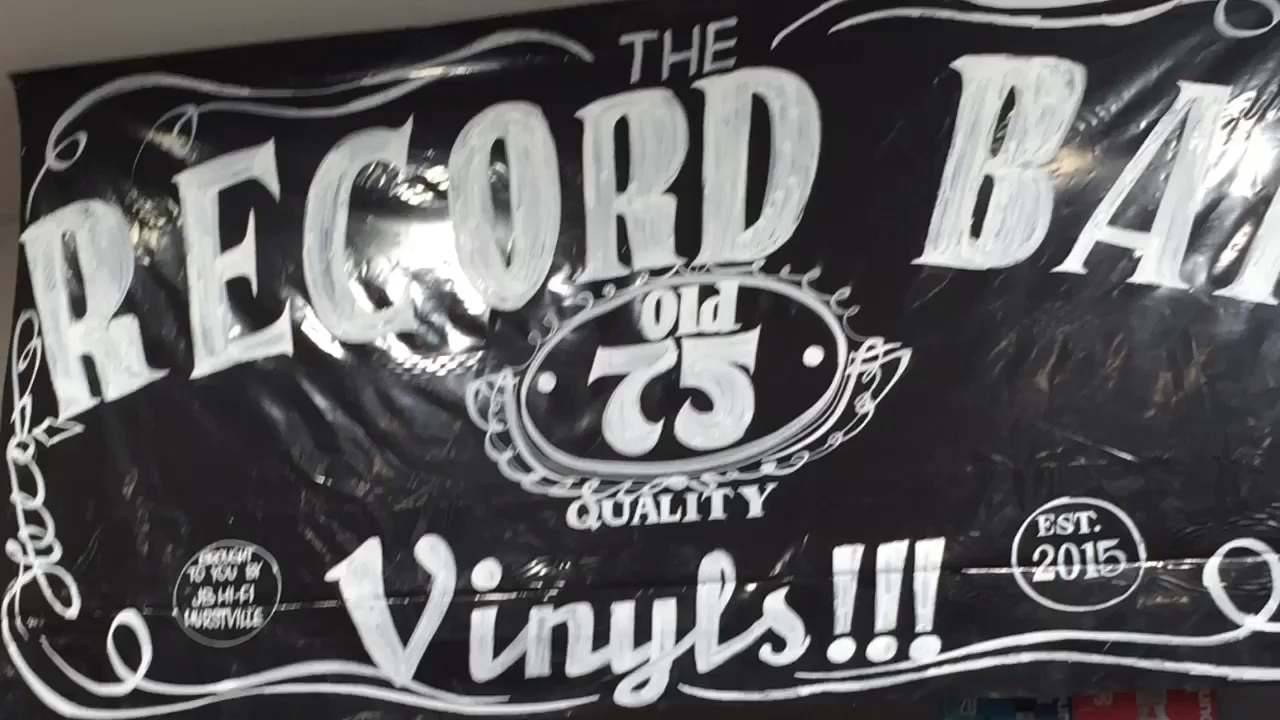 THE
RECORD BA
Old
75
QUALITY
Vinyls!!!
EST.
2015
BROUGHT
TO YOU BY
JB HI-FI
HURSTVILLE